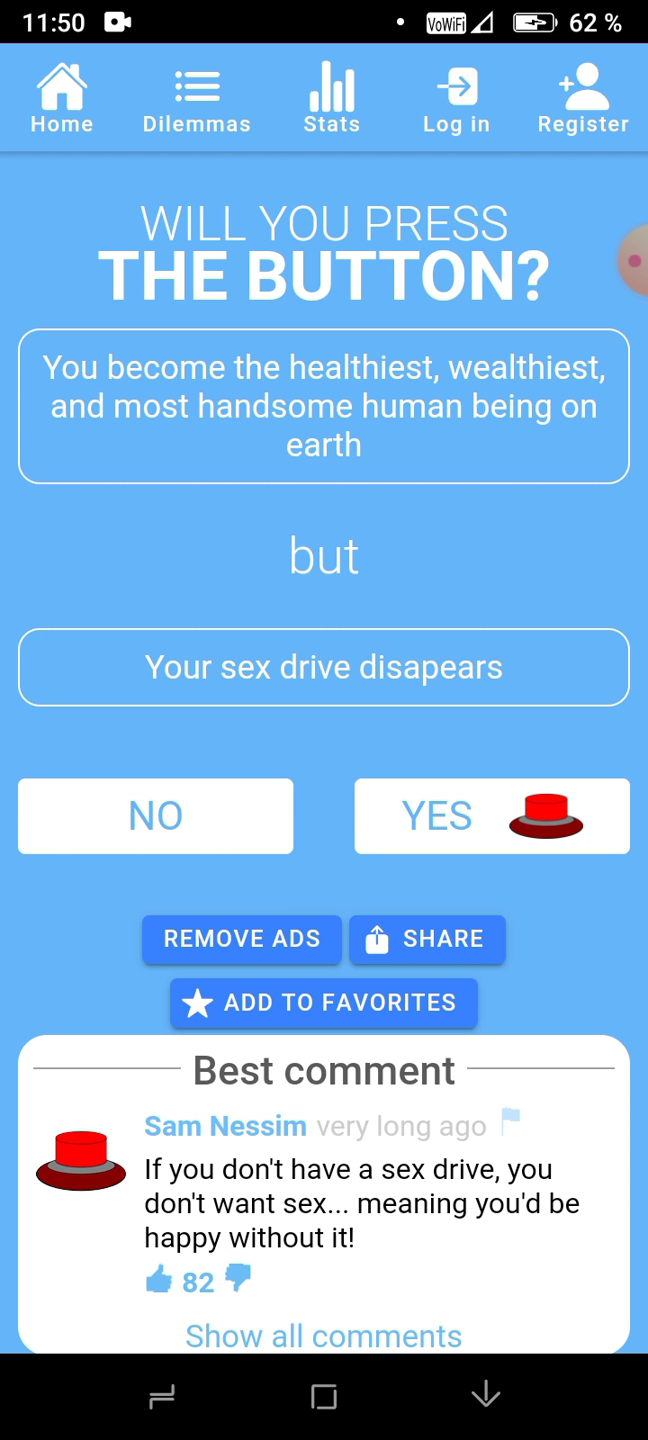 11:50
VoWiFi
62 %
Home
Dilemmas
Stats
Log in
Register
WILL YOU PRESS
THE BUTTON?
You become the healthiest, wealthiest,
and most handsome human being on
earth
but
Your sex drive disapears
NO
YES
REMOVE ADS
SHARE
ADD TO FAVORITES
Best comment
Sam Nessim very long ago
If you don't have a sex drive, you
don't want sex... meaning you'd be
happy without it!
82
Show all comments